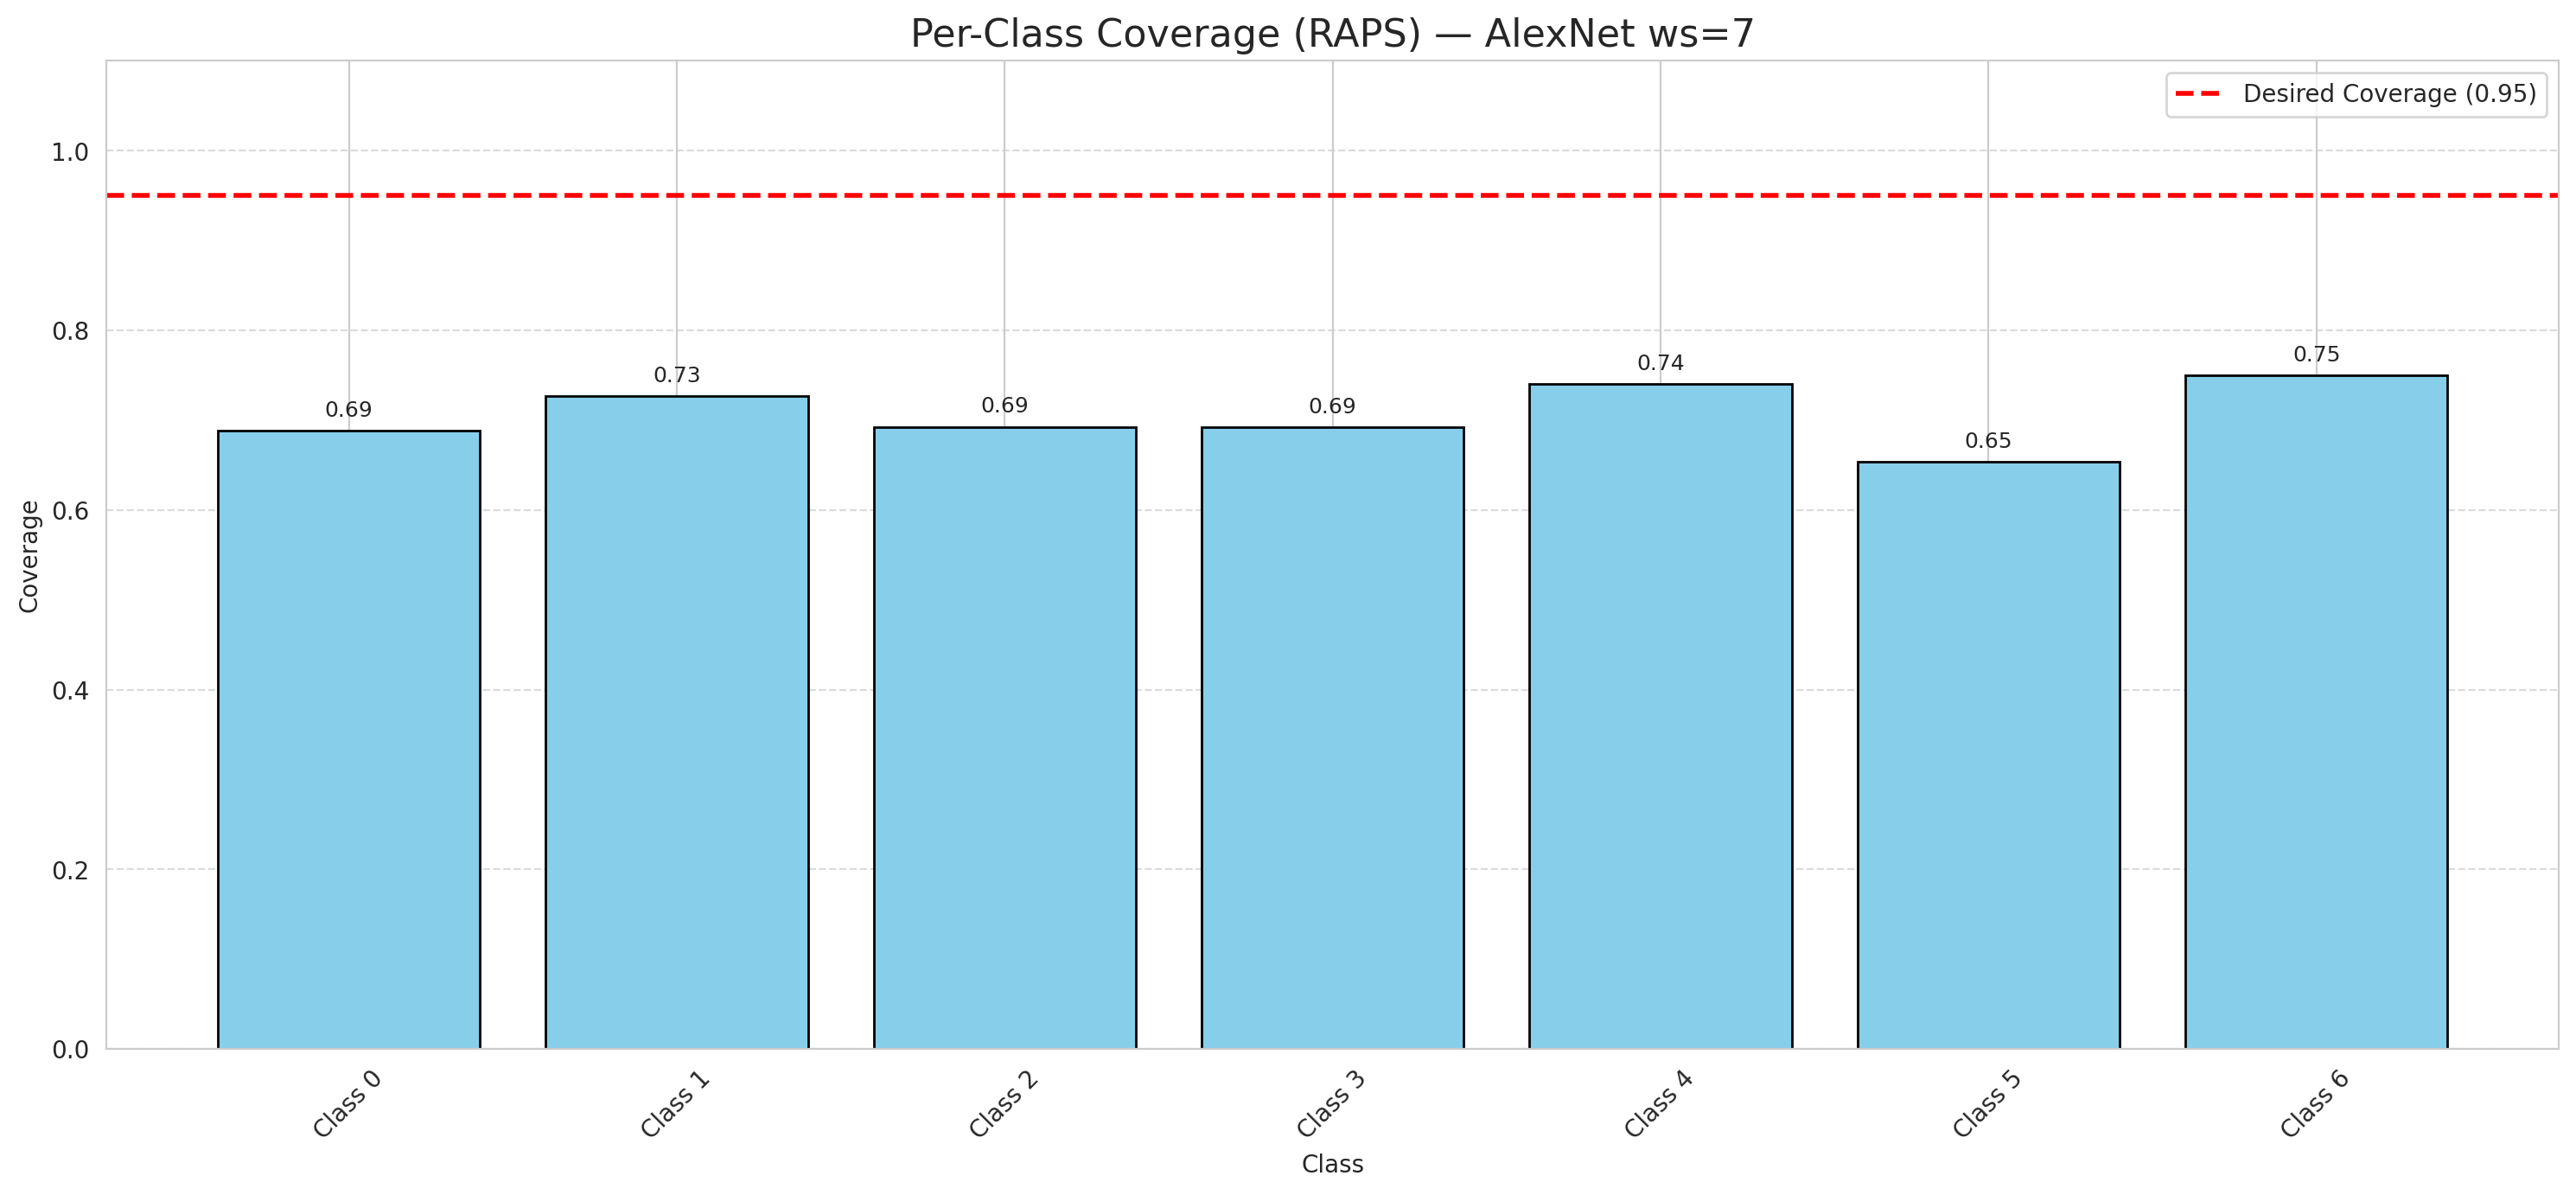 Per-Class Coverage (RAPS) — AlexNet ws=7
Desired Coverage (0.95)
1.0
0.8
0.6
0.4
0.2
0.0
Coverage
0.69
0.73
0.69
0.69
0.74
0.65
0.75
Class 0
Class 1
Class 2
Class 3
Class 4
Class 5
Class 6
Class